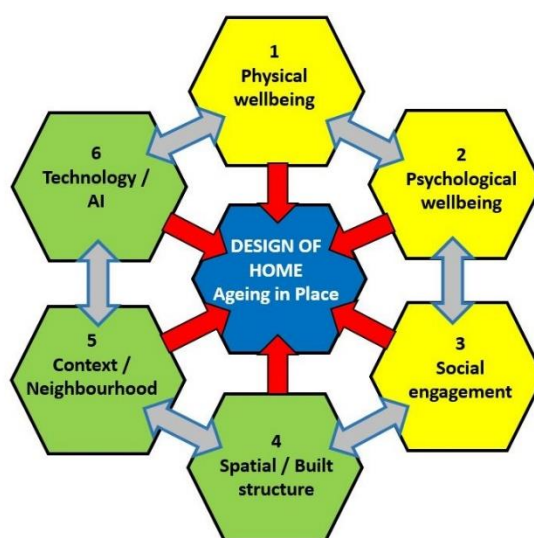 1
Physical
wellbeing
2
Psychological
wellbeing
3
Social
engagement
4
Spatial / Built
structure
5
Context /
Neighbourhood
6
Technology /
AI
DESIGN OF
HOME
Ageing in Place